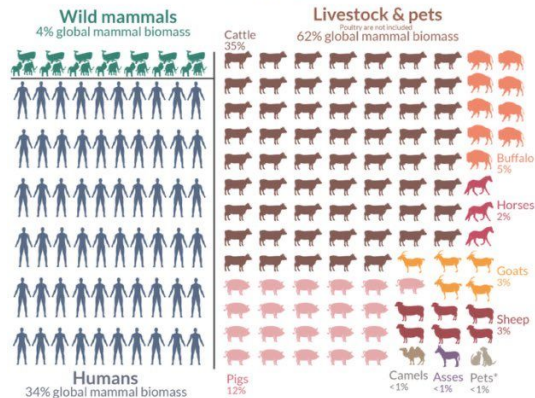 Wild mammals
4% global mammal biomass
Livestock & pets
Poultry are not included
62% global mammal biomass
Cattle
35%
Buffalo
5%
Horses
2%
Goats
3%
Sheep
3%
Humans
34% global mammal biomass
Pigs
12%
Camels
<1%
Asses
<1%
Pets*
<1%